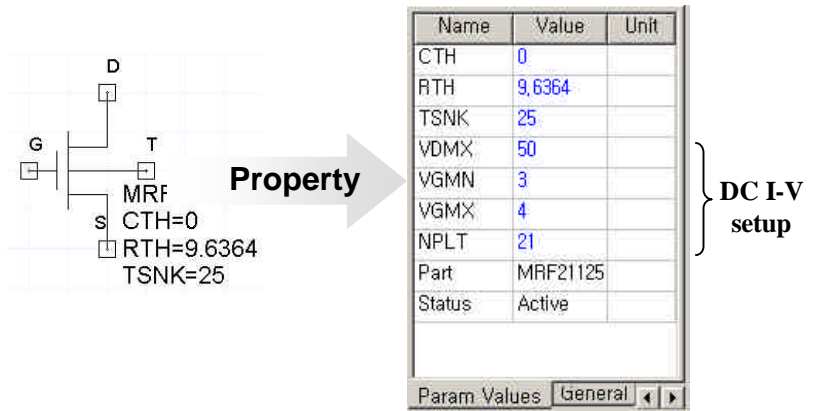 D
G
T
MRF
S
CTH=0
RTH=9.6364
TSNK=25
Property
Name Value Unit
CTH 0
RTH 9,6364
TSNK 25
VDMX 50
VGMN 3
VGMX 4
NPLT 21
Part MRF21125
Status Active
Param Values General
DC I-V
setup